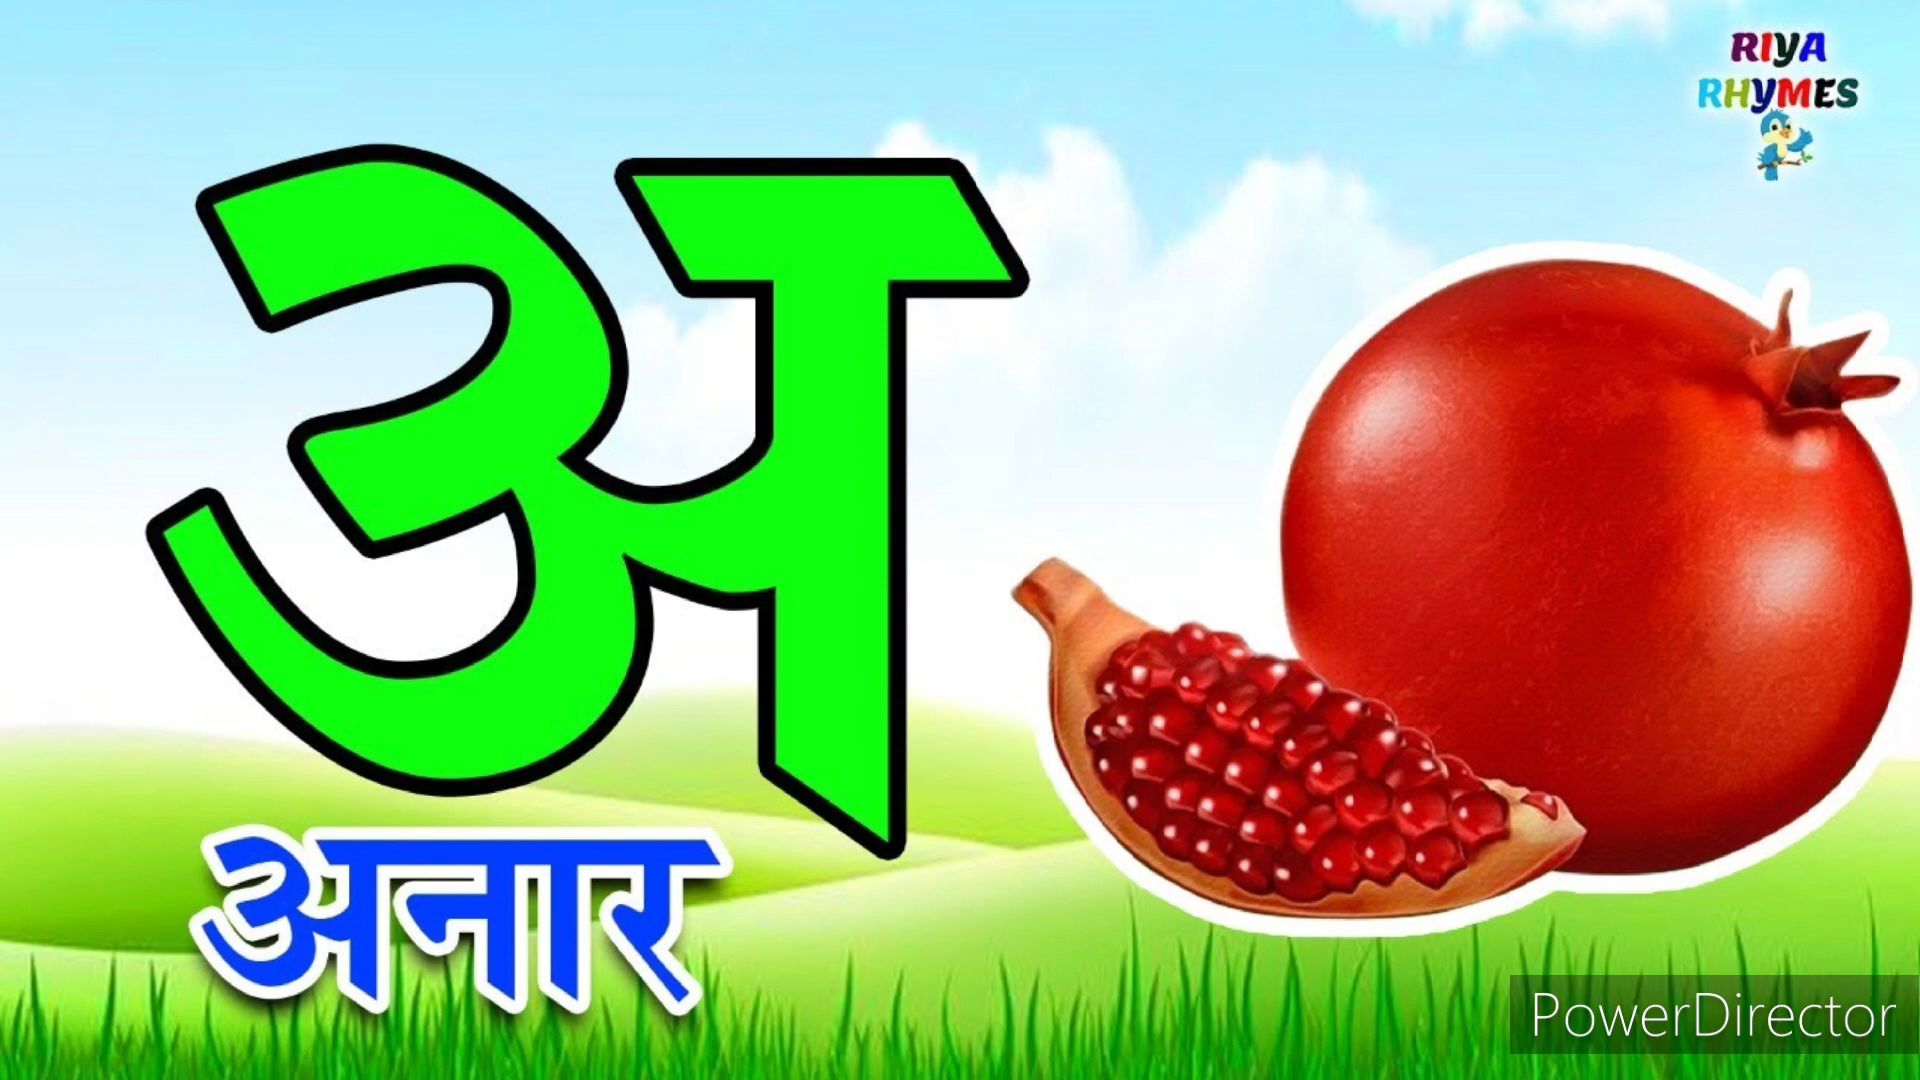 अ
अनार
RIYA
RHYMES
PowerDirector